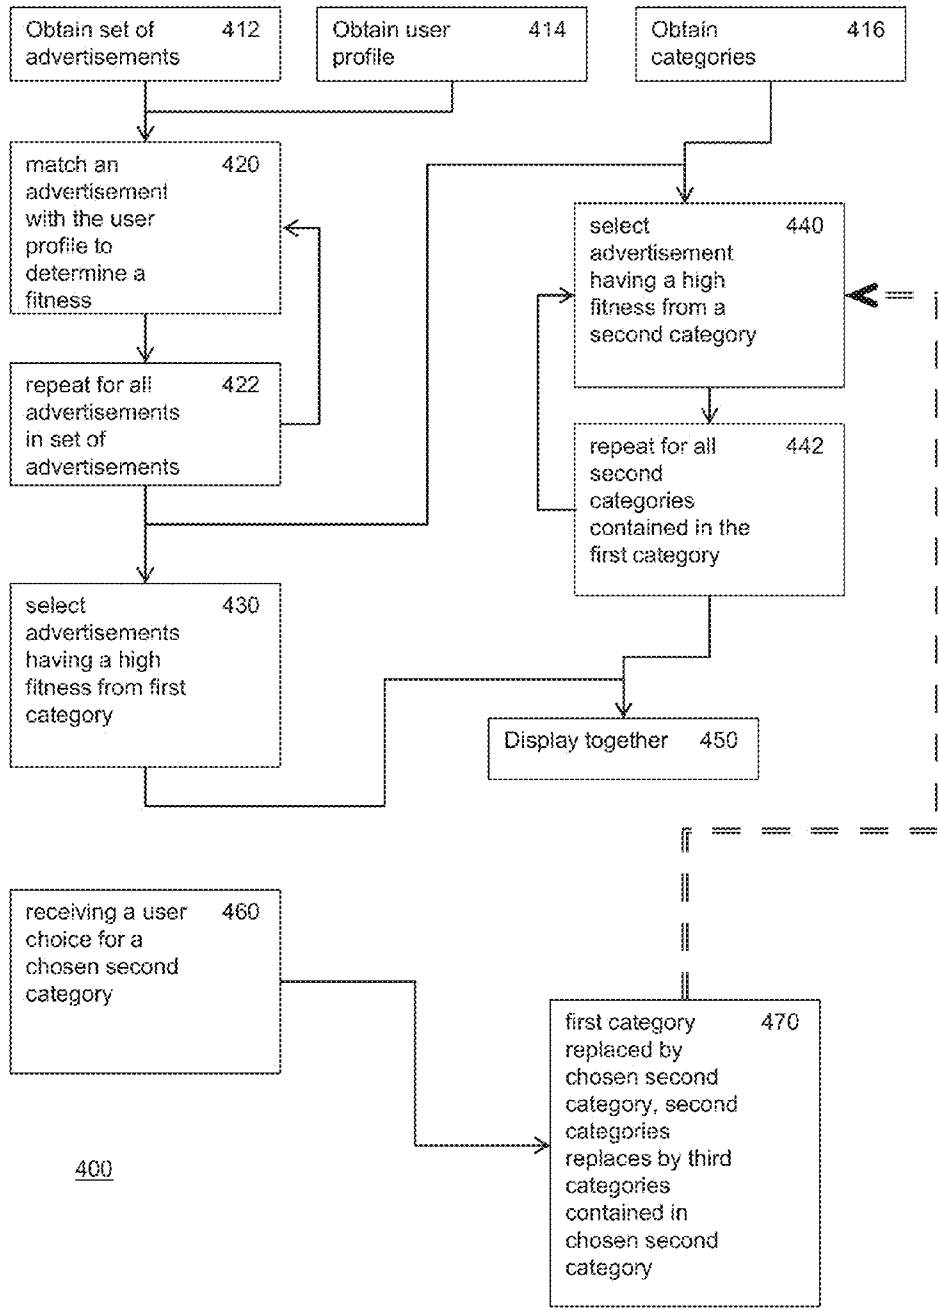 Obtain set of 412
advertisements
Obtain user 414
profile
Obtain 416
categories
match an 420
advertisement
with the user
profile to
determine a
fitness
repeat for all 422
advertisements
in set of
advertisements
select 430
advertisements
having a high
fitness from first
category
select 440
advertisement
having a high
fitness from a
second category
repeat for all 442
second
categories
contained in the
first category
Display together 450
receiving a user 460
choice for a
chosen second
category
first category 470
replaced by
chosen second
category, second
categories
replaces by third
categories
contained in
chosen second
category
400